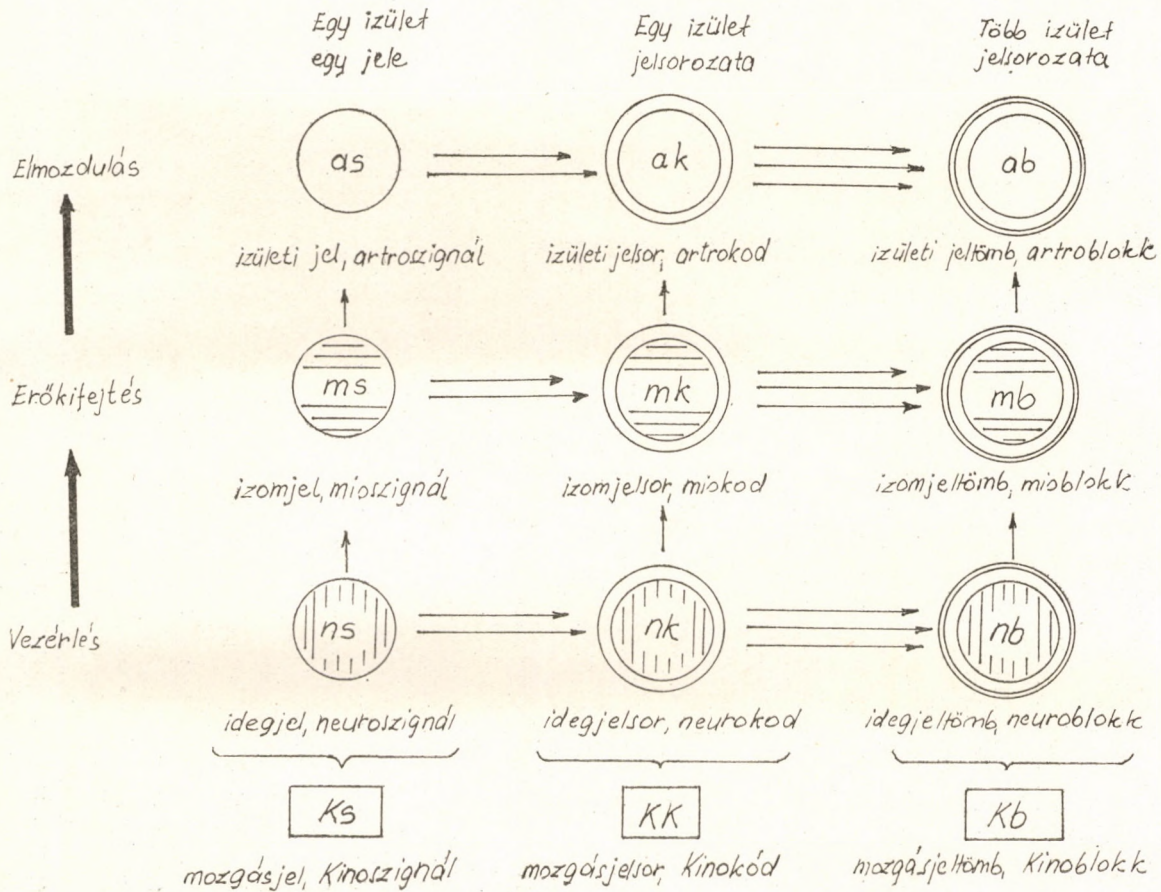 Egy izület
egy jele
Egy izület
jelsorozata
Több izület
jelsorozata
Elmozdulás
as
ak
ab
izületi jel, artroszignál
izületi jelsor, artrokod
izületi jeltömb, artroblokk
Erőkifejtés
ms
mk
mb
izomjel, mioszignál
izomjelsor, miokod
izomjeltömb, mioblokk
Vezérlés
ns
nk
nb
idegjel, neuroszignál
idegjelsor, neurokod
idegjeltömb, neuroblokk
Ks
KK
Kb
mozgásjel, Kinoszignál
mozgásjelsor, Kinokód
mozgásjeltömb, Kinoblokk